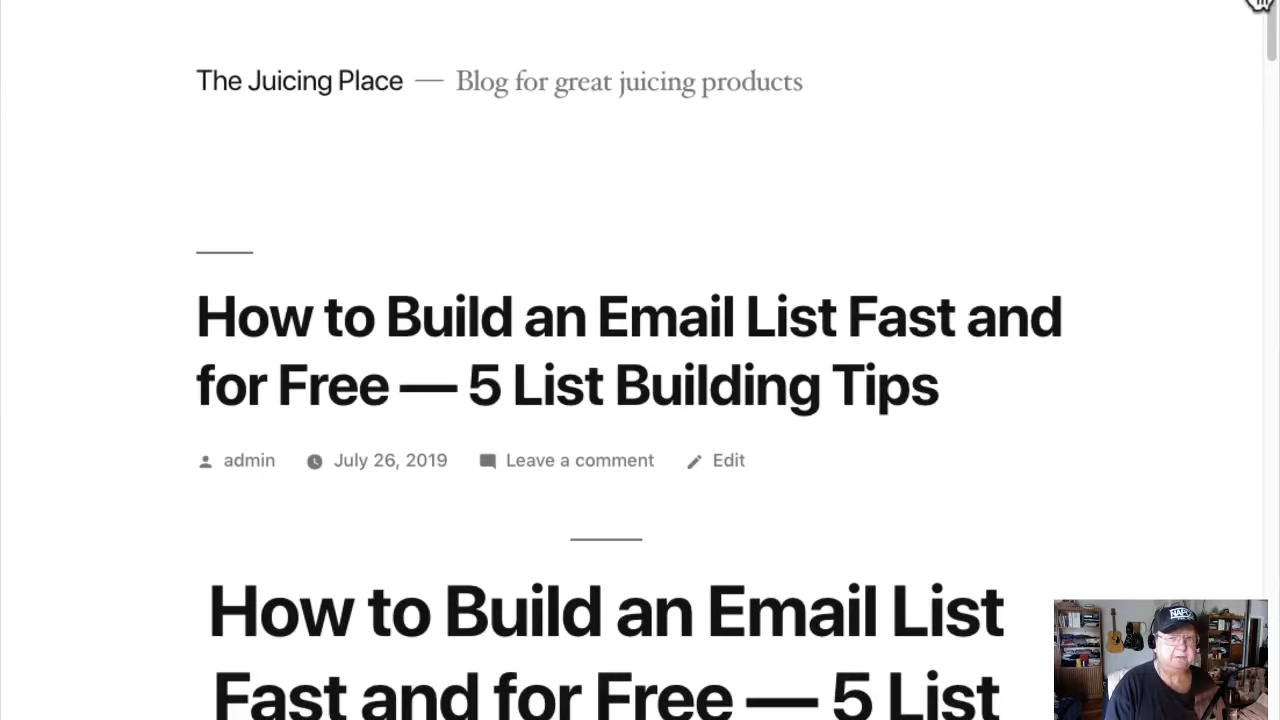 The Juicing Place — Blog for great juicing products
How to Build an Email List Fast and
for Free — 5 List Building Tips
admin July 26, 2019 Leave a comment Edit
How to Build an Email List
Fast and for Free — 5 List
NAPA